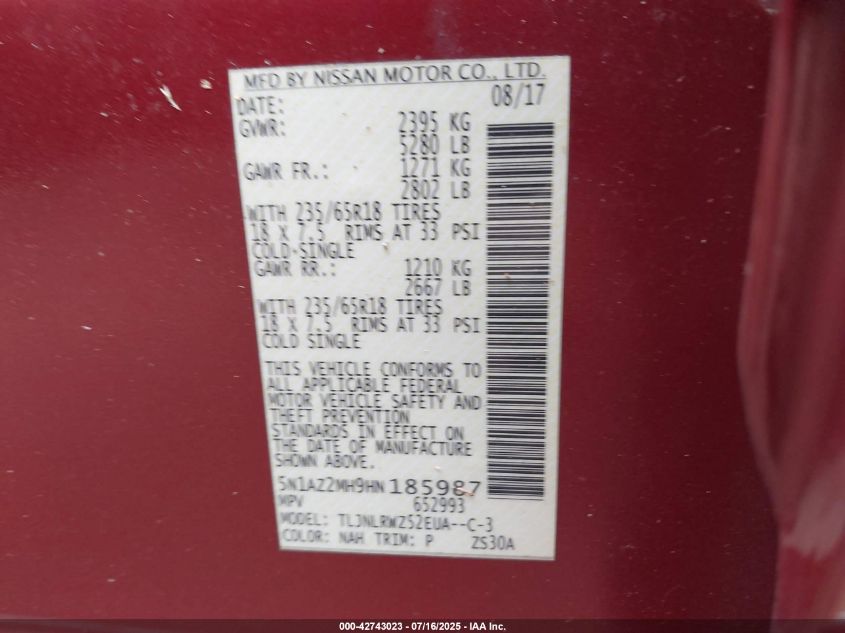 MFD BY NISSAN MOTOR CO., LTD.
DATE: 08/17
GVWR: 2395 KG
5280 LB
GAWR FR.: 1271 KG
2802 LB
WITH 235/65R18 TIRES
18 X 7.5 RIMS AT 33 PSI
COLD-SINGLE
GAWR RR.: 1210 KG
2667 LB
WITH 235/65R18 TIRES
18 X 7.5 RIMS AT 33 PSI
COLD SINGLE
THIS VEHICLE CONFORMS TO
ALL APPLICABLE FEDERAL
MOTOR VEHICLE SAFETY AND
THEFT PREVENTION
STANDARDS IN EFFECT ON
THE DATE OF MANUFACTURE
SHOWN ABOVE.
5N1AZ2MH9HN185987
MPV 652993
MODEL: TLJNLRWZ52EUA--C-3
COLOR: NAH TRIM: P ZS30A
000-42743023 - 07/16/2025 - IAA Inc.